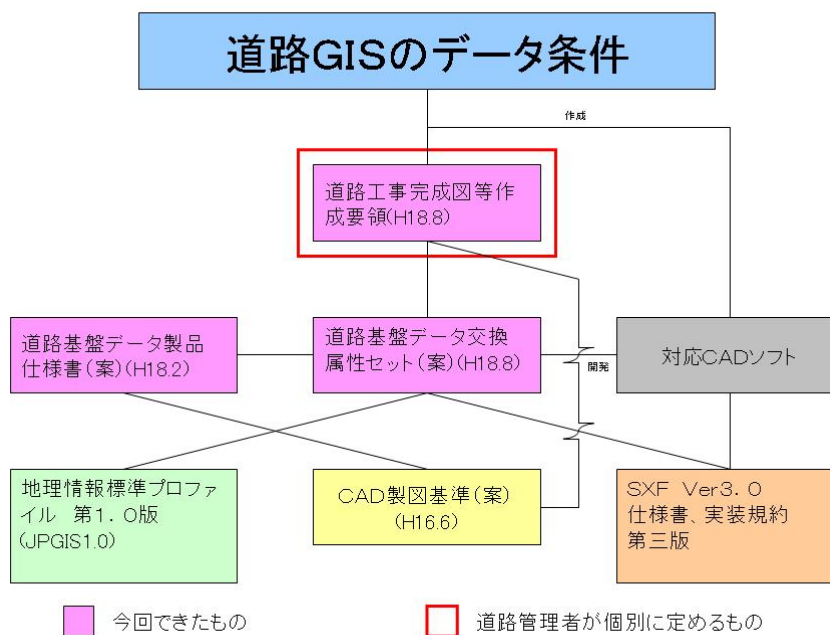 道路GISのデータ条件
作成
道路工事完成図等作
成要領(H18.8)
道路基盤データ製品
仕様書(案)(H18.2)
道路基盤データ交換
属性セット(案)(H18.8)
開発
対応CADソフト
地理情報標準プロファ
イル 第1.0版
(JPGIS1.0)
CAD製図基準(案)
(H16.6)
SXF Ver3.0
仕様書、実装規約
第三版
今回できたもの
道路管理者が個別に定めるもの